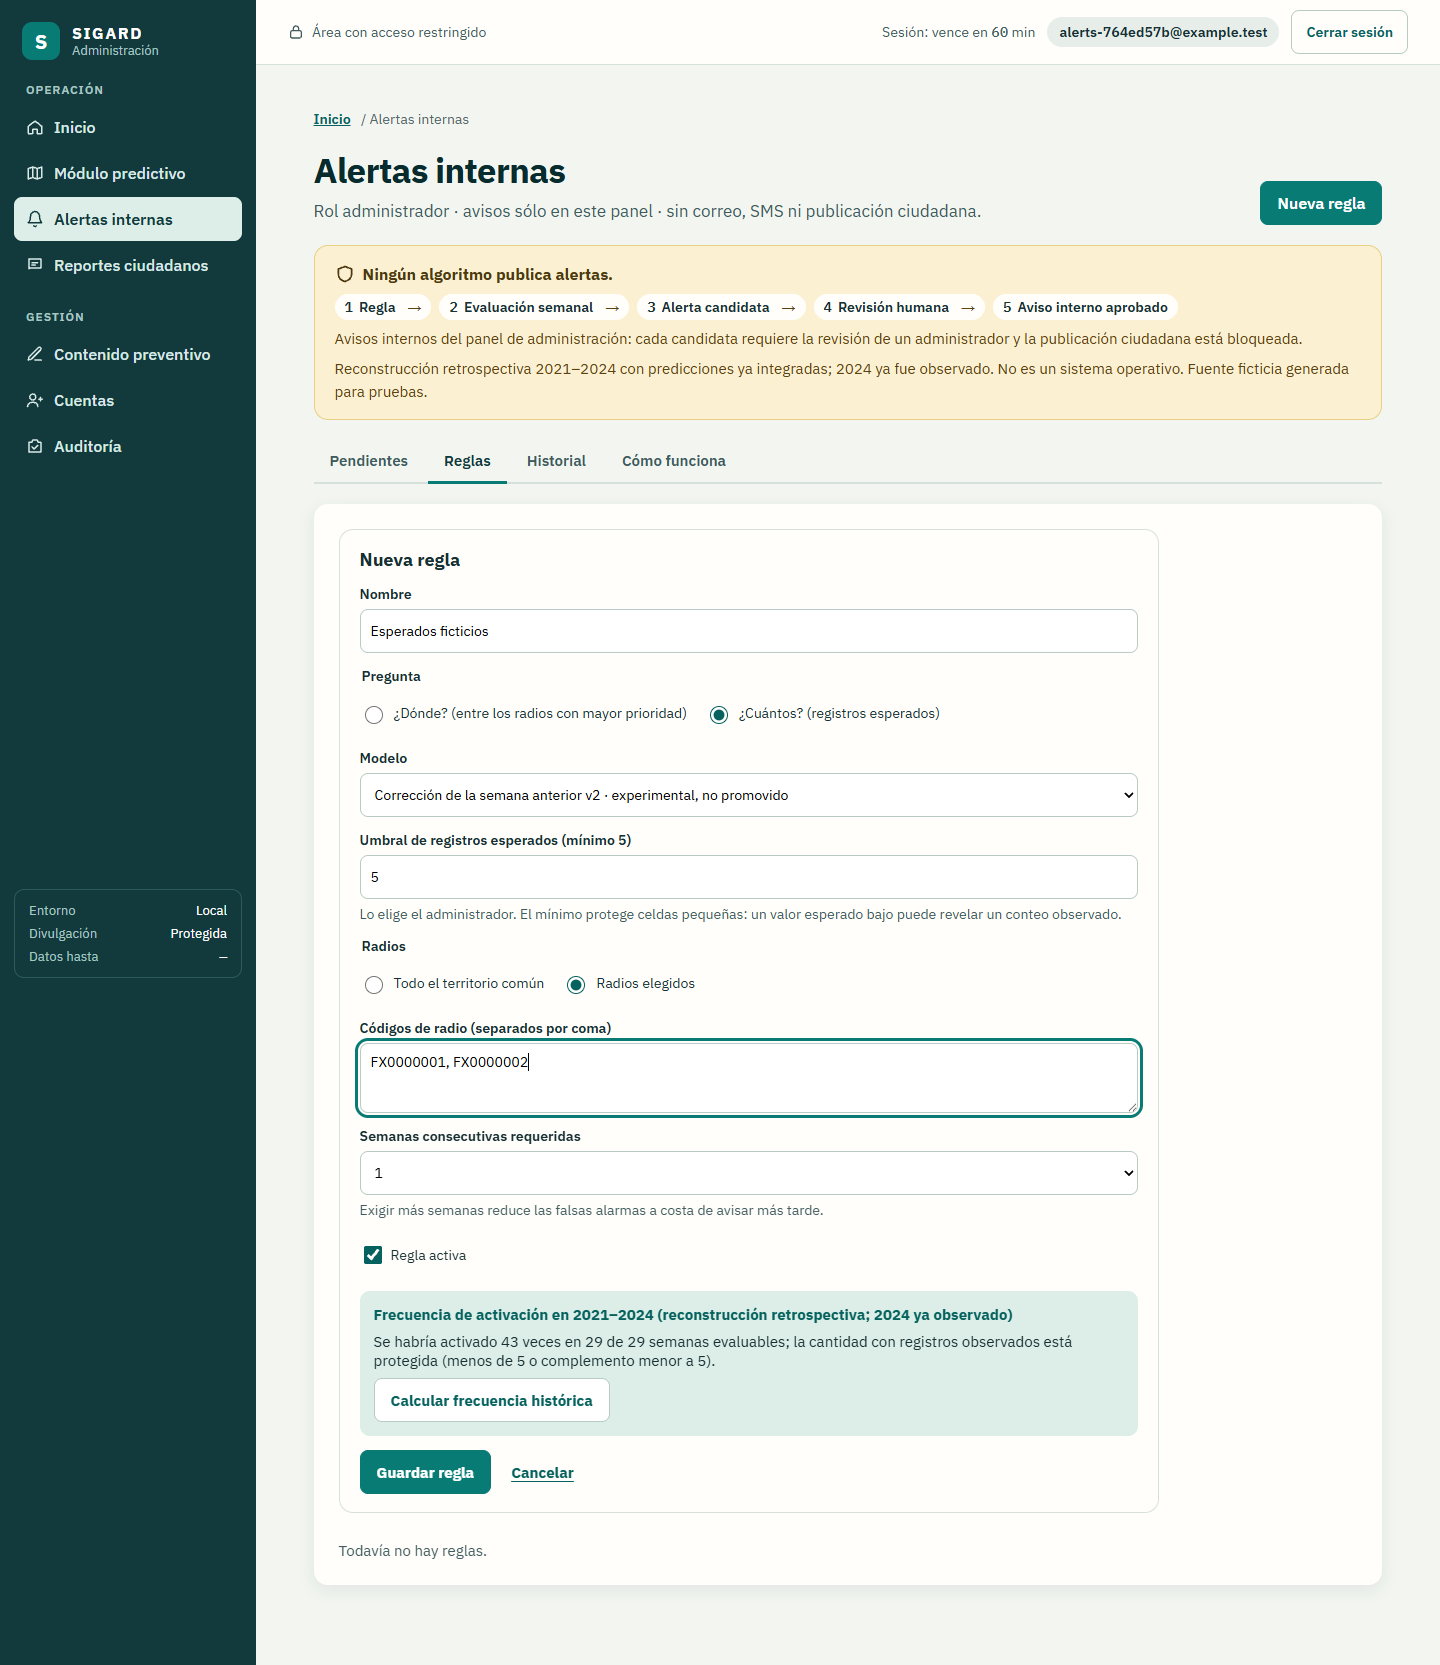 S
SIGARD
Administración
OPERACIÓN
Inicio
Módulo predictivo
Alertas internas
Reportes ciudadanos
GESTIÓN
Contenido preventivo
Cuentas
Auditoría
Entorno Local
Divulgación Protegida
Datos hasta —
Área con acceso restringido
Sesión: vence en 60 min
alerts-764ed57b@example.test
Cerrar sesión
Inicio / Alertas internas
Alertas internas
Rol administrador · avisos sólo en este panel · sin correo, SMS ni publicación ciudadana.
Nueva regla
Ningún algoritmo publica alertas.
1 Regla → 2 Evaluación semanal → 3 Alerta candidata → 4 Revisión humana → 5 Aviso interno aprobado
Avisos internos del panel de administración: cada candidata requiere la revisión de un administrador y la publicación ciudadana está bloqueada.
Reconstrucción retrospectiva 2021–2024 con predicciones ya integradas; 2024 ya fue observado. No es un sistema operativo. Fuente ficticia generada
para pruebas.
Pendientes Reglas Historial Cómo funciona
Nueva regla
Nombre
Esperados ficticios
Pregunta
¿Dónde? (entre los radios con mayor prioridad) ¿Cuántos? (registros esperados)
Modelo
Corrección de la semana anterior v2 · experimental, no promovido
Umbral de registros esperados (mínimo 5)
5
Lo elige el administrador. El mínimo protege celdas pequeñas: un valor esperado bajo puede revelar un conteo observado.
Radios
Todo el territorio común Radios elegidos
Códigos de radio (separados por coma)
FX0000001, FX0000002
Semanas consecutivas requeridas
1
Exigir más semanas reduce las falsas alarmas a costa de avisar más tarde.
Regla activa
Frecuencia de activación en 2021–2024 (reconstrucción retrospectiva; 2024 ya observado)
Se habría activado 43 veces en 29 de 29 semanas evaluables; la cantidad con registros observados está
protegida (menos de 5 o complemento menor a 5).
Calcular frecuencia histórica
Guardar regla Cancelar
Todavía no hay reglas.